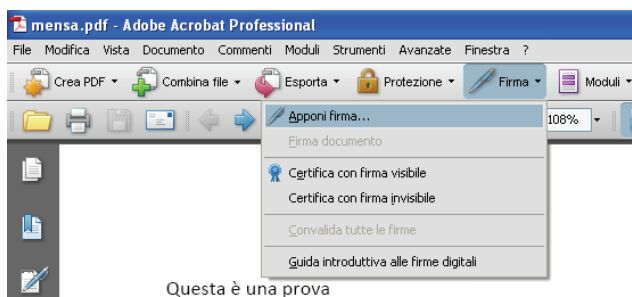 mensa.pdf - Adobe Acrobat Professional
File Modifica Vista Documento Commenti Moduli Strumenti Avanzate Finestra ?
Crea PDF Combina file Esporta Protezione Firma Moduli
Apponi firma... 108%
Firma documento
Certifica con firma visibile
Certifica con firma invisibile
Convalida tutte le firme
Guida introduttiva alle firme digitali
Questa è una prova